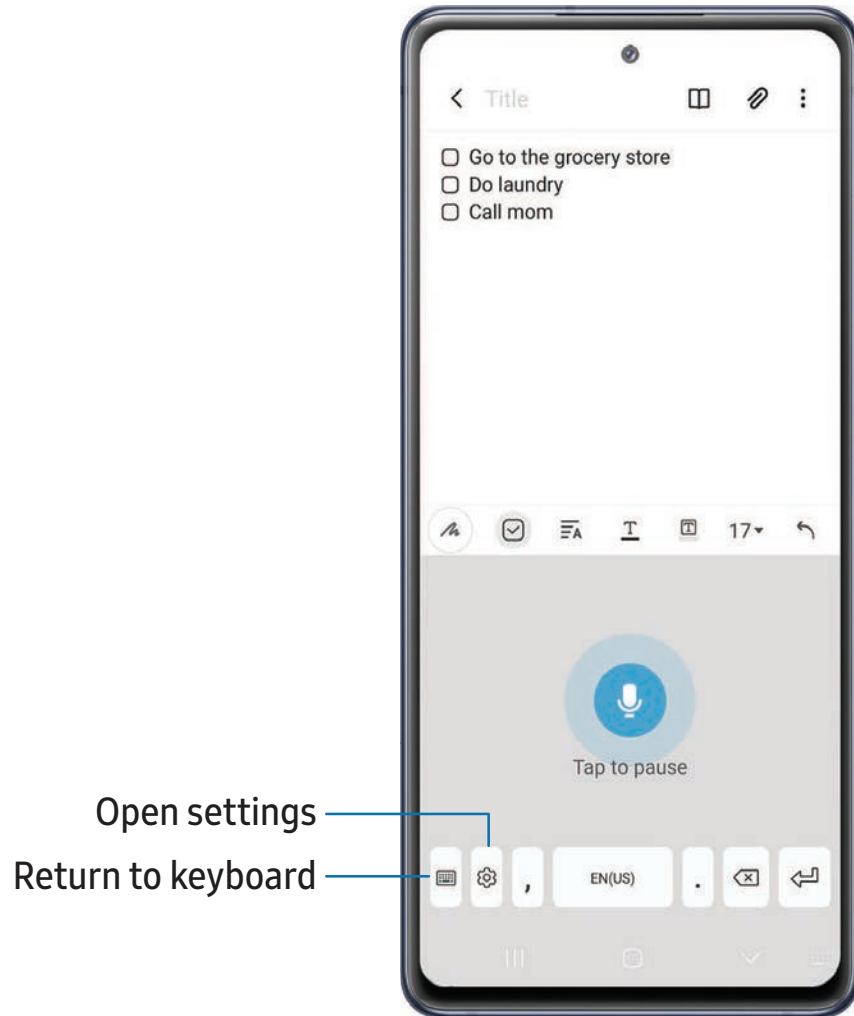 Title
Go to the grocery store
Do laundry
Call mom
17
Tap to pause
Open settings
Return to keyboard
, EN(US) .